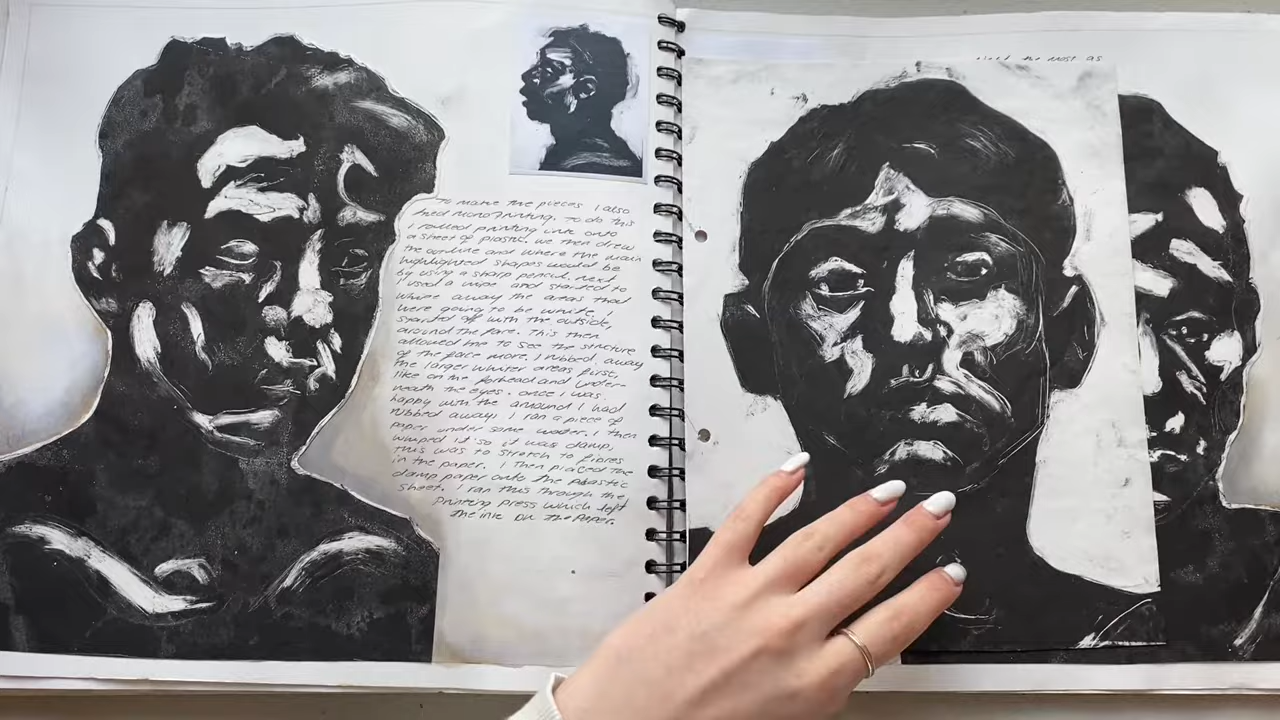 To make the pieces I also
tried monoprinting. To do this
I rolled printing ink onto
a sheet of plastic. We then drew
the outline and where the main
highlighted shapes would be
by using a sharp pencil. Next
I used a wipe and started to
wipe away the areas that
were going to be white. I
started off with the outside,
around the face. This then
allowed me to see the structure
of the face more. I rubbed away
the larger whiter areas first,
like on the forhead and under-
neath the eyes. Once I was
happy with the amound I had
rubbed away, I ran a piece of
paper under some water. I then
wiped it so it was damp,
this was to stretch to fibres
in the paper. I then placed the
damp paper onto the plastic
sheet. I ran this through the
Printing press which left
the ink on the paper.
the most as